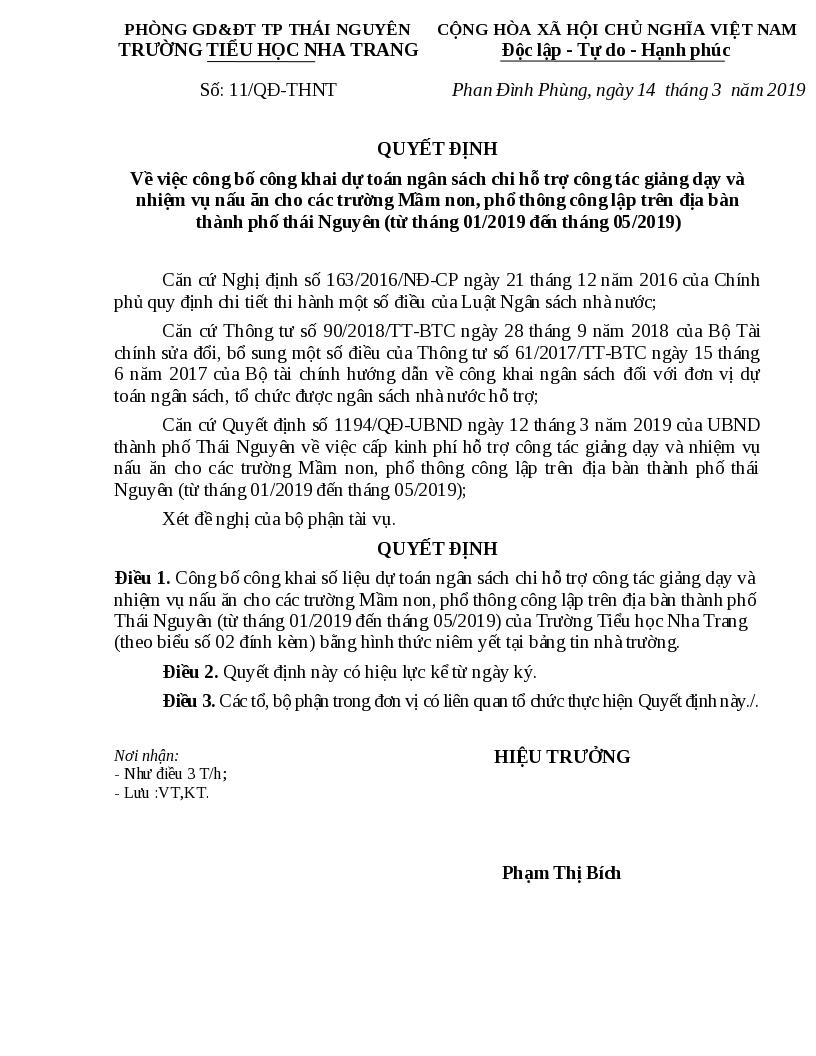 PHÒNG GD&ĐT TP THÁI NGUYÊN
TRƯỜNG TIỂU HỌC NHA TRANG
CỘNG HÒA XÃ HỘI CHỦ NGHĨA VIỆT NAM
Độc lập - Tự do - Hạnh phúc
Số: 11/QĐ-THNT
Phan Đình Phùng, ngày 14 tháng 3 năm 2019
QUYẾT ĐỊNH
Về việc công bố công khai dự toán ngân sách chi hỗ trợ công tác giảng dạy và
nhiệm vụ nấu ăn cho các trường Mầm non, phổ thông công lập trên địa bàn
thành phố thái Nguyên (từ tháng 01/2019 đến tháng 05/2019)
Căn cứ Nghị định số 163/2016/NĐ-CP ngày 21 tháng 12 năm 2016 của Chính
phủ quy định chi tiết thi hành một số điều của Luật Ngân sách nhà nước;
Căn cứ Thông tư số 90/2018/TT-BTC ngày 28 tháng 9 năm 2018 của Bộ Tài
chính sửa đổi, bổ sung một số điều của Thông tư số 61/2017/TT-BTC ngày 15 tháng
6 năm 2017 của Bộ tài chính hướng dẫn về công khai ngân sách đối với đơn vị dự
toán ngân sách, tổ chức được ngân sách nhà nước hỗ trợ;
Căn cứ Quyết định số 1194/QĐ-UBND ngày 12 tháng 3 năm 2019 của UBND
thành phố Thái Nguyên về việc cấp kinh phí hỗ trợ công tác giảng dạy và nhiệm vụ
nấu ăn cho các trường Mầm non, phổ thông công lập trên địa bàn thành phố thái
Nguyên (từ tháng 01/2019 đến tháng 05/2019);
Xét đề nghị của bộ phận tài vụ.
QUYẾT ĐỊNH
Điều 1. Công bố công khai số liệu dự toán ngân sách chi hỗ trợ công tác giảng dạy và
nhiệm vụ nấu ăn cho các trường Mầm non, phổ thông công lập trên địa bàn thành phố
Thái Nguyên (từ tháng 01/2019 đến tháng 05/2019) của Trường Tiểu học Nha Trang
(theo biểu số 02 đính kèm) bằng hình thức niêm yết tại bảng tin nhà trường.
Điều 2. Quyết định này có hiệu lực kể từ ngày ký.
Điều 3. Các tổ, bộ phận trong đơn vị có liên quan tổ chức thực hiện Quyết định này./.
Nơi nhận:
- Như điều 3 T/h;
- Lưu :VT,KT.
HIỆU TRƯỞNG
Phạm Thị Bích